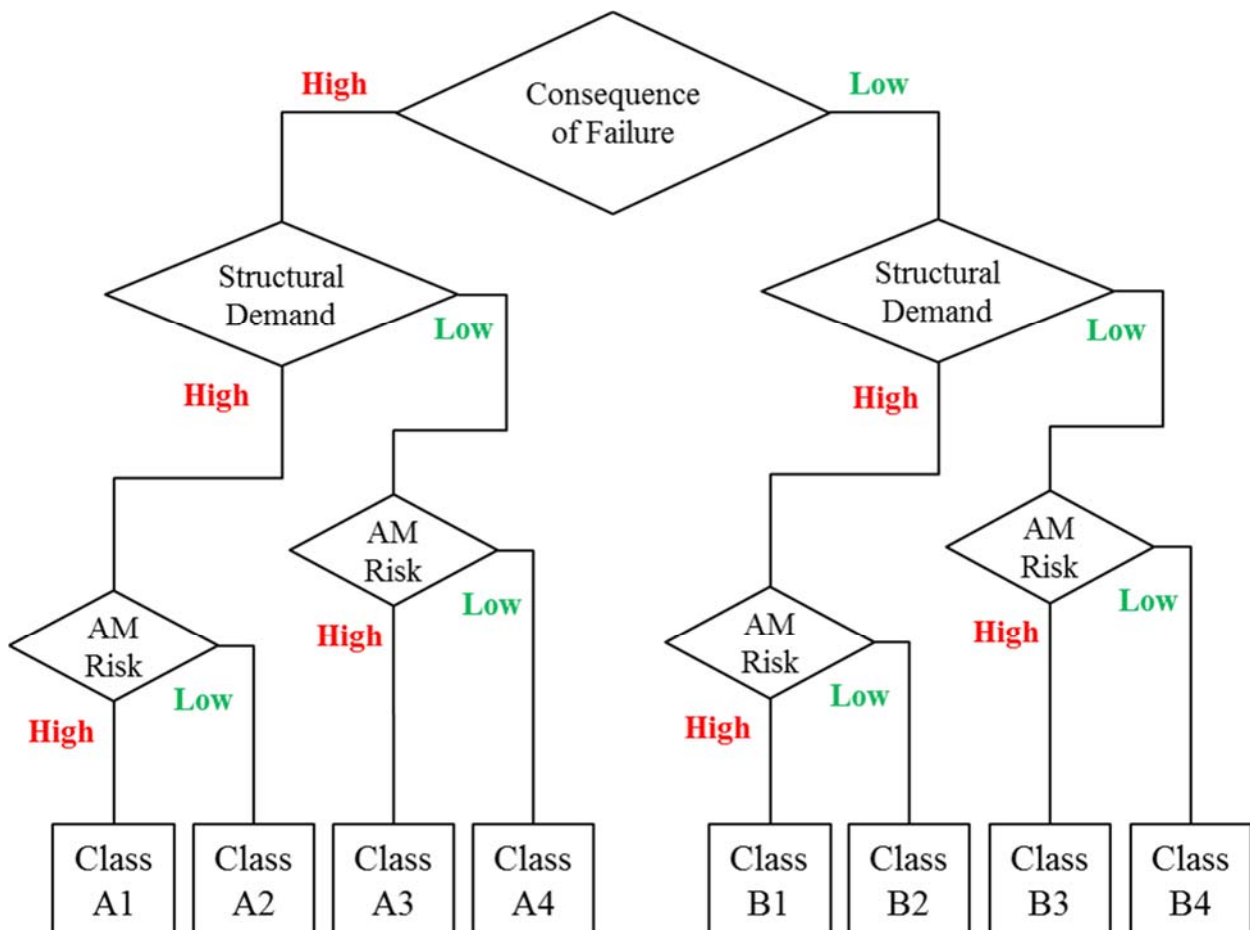 High
Consequence
of Failure
Low
Structural
Demand
Low
High
Structural
Demand
Low
High
AM
Risk
Low
High
AM
Risk
Low
High
AM
Risk
Low
High
AM
Risk
Low
High
Class
A1
Class
A2
Class
A3
Class
A4
Class
B1
Class
B2
Class
B3
Class
B4